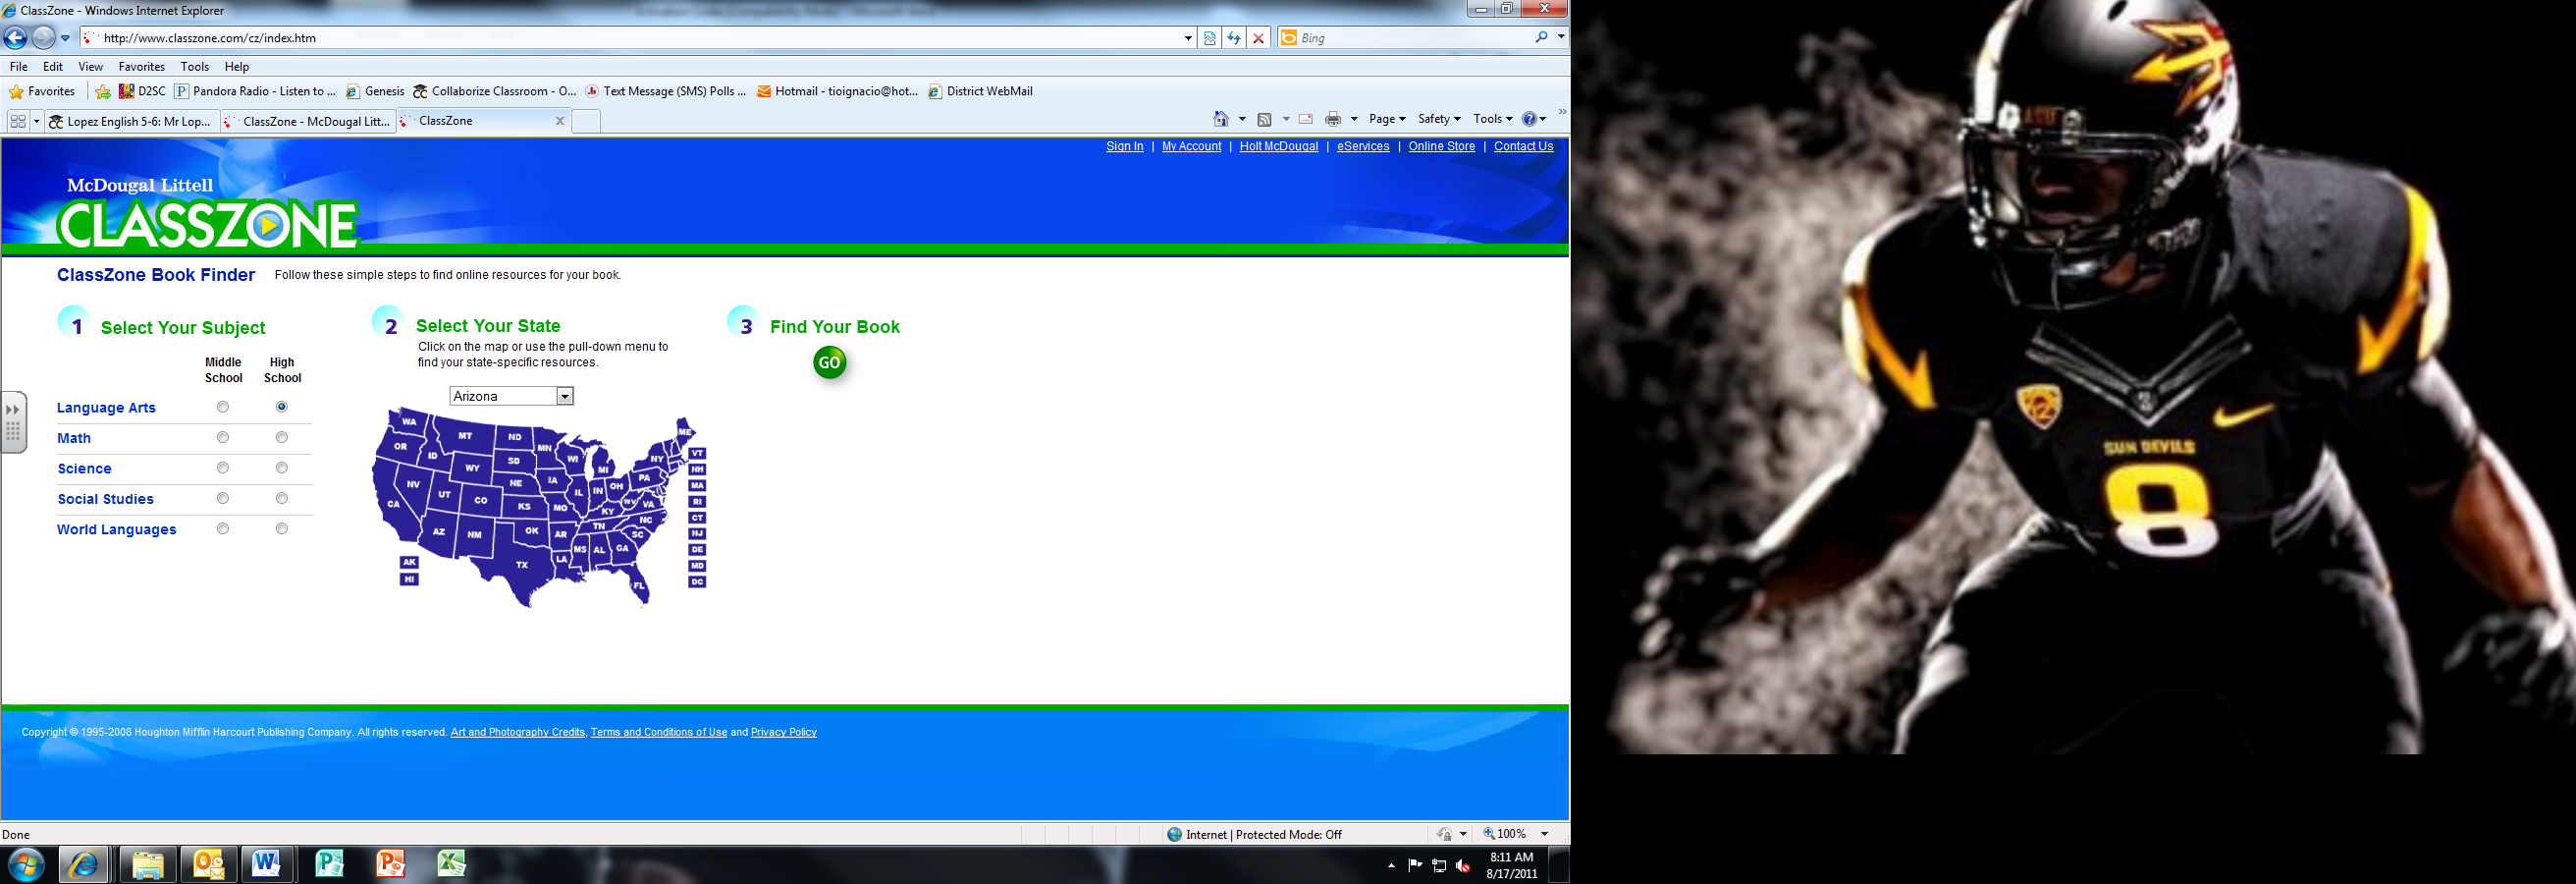 ClassZone - Windows Internet Explorer
http://www.classzone.com/cz/index.htm
Bing
File Edit View Favorites Tools Help
Favorites D2SC Pandora Radio - Listen to ... Genesis Collaborize Classroom - O... Text Message (SMS) Polls ... Hotmail - tioignacio@hot... District WebMail
Lopez English 5-6: Mr Lop... ClassZone - McDougal Litt... ClassZone Page Safety Tools
Sign In | My Account | Holt McDougal | eServices | Online Store | Contact Us
McDougal Littell
CLASSZONE
ClassZone Book Finder Follow these simple steps to find online resources for your book.
1 Select Your Subject
Middle School
High School
Language Arts
Math
Science
Social Studies
World Languages
2 Select Your State
Click on the map or use the pull-down menu to
find your state-specific resources.
Arizona
WA MT ND MN ME
OR ID SD WI MI NY VT
WY NH
NV NE IA PA MA
UT CO IL IN OH RI
CA KS MO KY WV VA CT
AZ NM OK AR TN NC NJ
MS AL GA SC DE
AK TX LA MD
HI FL DC
3 Find Your Book
GO
Copyright © 1995-2008 Houghton Mifflin Harcourt Publishing Company. All rights reserved. Art and Photography Credits, Terms and Conditions of Use and Privacy Policy
Done Internet | Protected Mode: Off 100%
8:11 AM
8/17/2011
ASU
SUN DEVILS
8